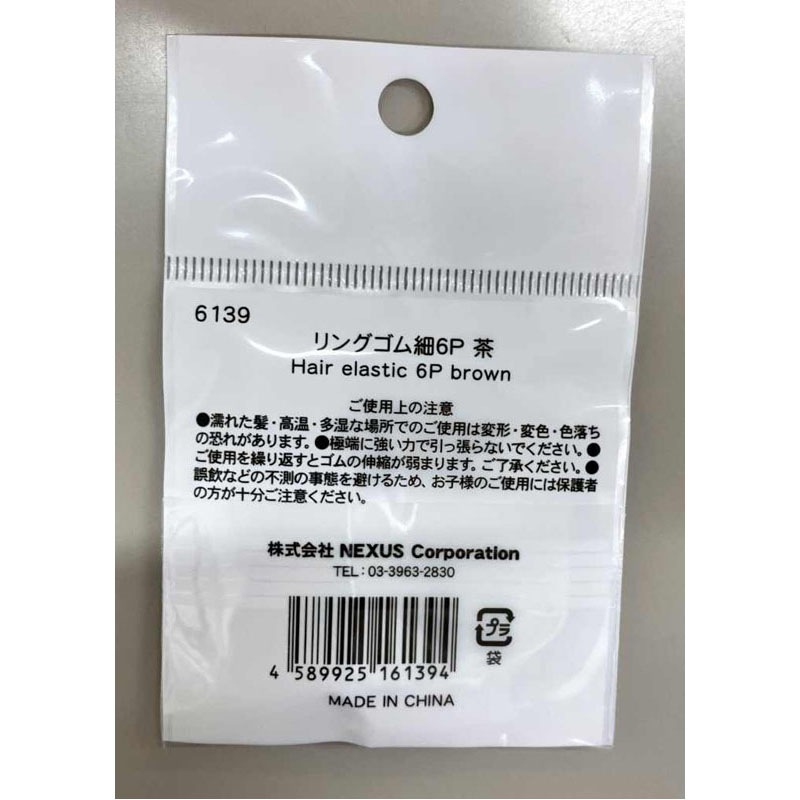 6139
リングゴム細6P 茶
Hair elastic 6P brown
ご使用上の注意
●濡れた髪・高温・多湿な場所でのご使用は変形・変色・色落ち
の恐れがあります。●極端に強い力で引っ張らないでください。●
ご使用を繰り返すとゴムの伸縮が弱まります。ご了承ください。●
誤飲などの不測の事態を避けるため、お子様のご使用には保護者
の方が十分ご注意ください。
株式会社 NEXUS Corporation
TEL:03-3963-2830
プラ
袋
4 589925 161394
MADE IN CHINA